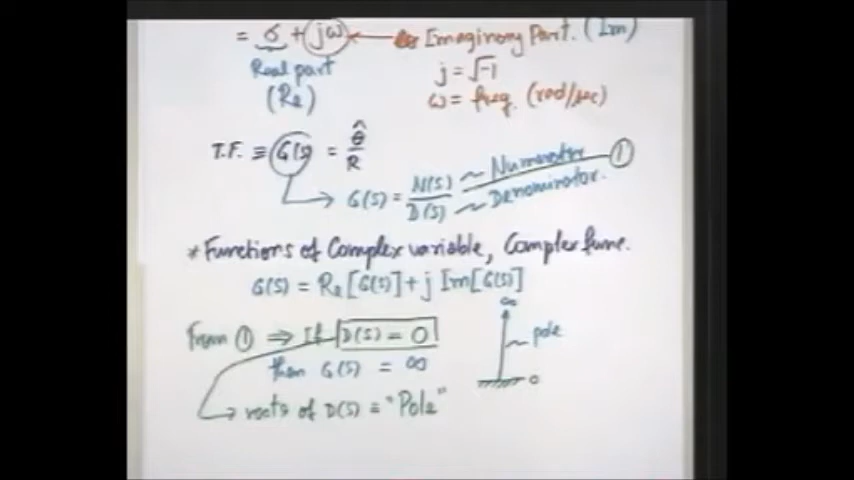 = σ + jω ← Imaginary Part. (Im)
Real part
(Re)
j = √-1
ω = freq. (rad/sec)
T.F. ≡ G(s) = θ̂/R
G(s) = N(s)/D(s) ~ Numerator ~ Denominator. ①
* Functions of Complex variable, Complex func.
G(s) = Re[G(s)] + j Im[G(s)]
From ① ⇒ If D(s) = 0
then G(s) = ∞
→ roots of D(s) ≡ "Pole"
∞
pole
0